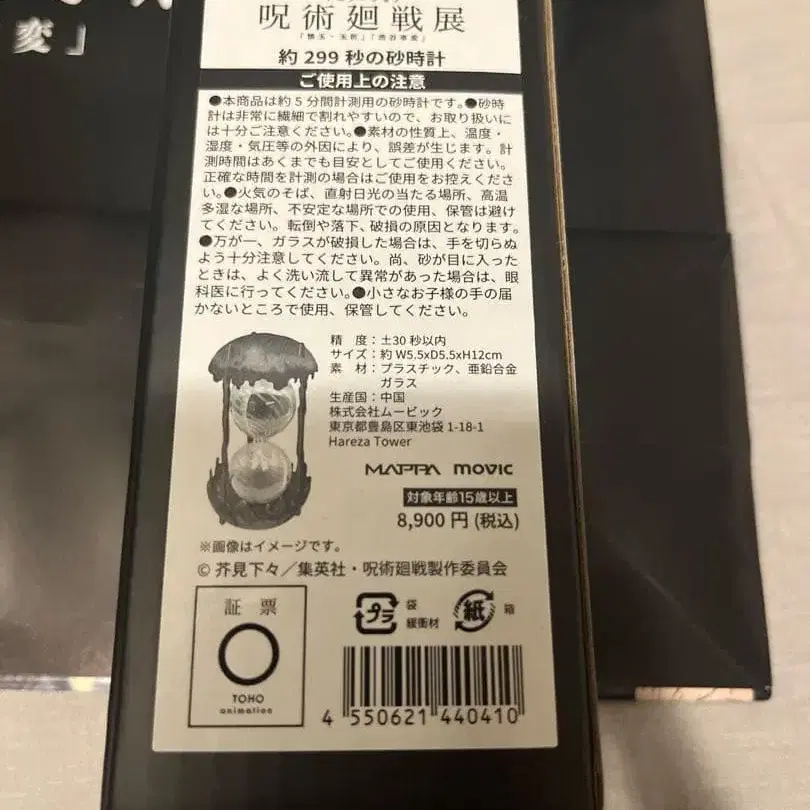 変」
呪術廻戦展
「懐玉・玉折」「渋谷事変」
約299秒の砂時計
ご使用上の注意
●本商品は約5分間計測用の砂時計です。●砂時
計は非常に繊細で割れやすいので、お取り扱いに
は十分ご注意ください。●素材の性質上、温度・
湿度・気圧等の外因により、誤差が生じます。計
測時間はあくまでも目安としてご使用ください。
正確な時間を計測の場合はご使用をお控えくださ
い。●火気のそば、直射日光の当たる場所、高温
多湿な場所、不安定な場所での使用、保管は避け
てください。転倒や落下、破損の原因となります。
●万が一、ガラスが破損した場合は、手を切らぬ
よう十分注意してください。尚、砂が目に入った
ときは、よく洗い流して異常があった場合は、眼
科医に行ってください。●小さなお子様の手の届
かないところで使用、保管してください。
精 度：±30秒以内
サイズ：約 W5.5xD5.5xH12cm
素 材：プラスチック、亜鉛合金
ガラス
生産国：中国
株式会社ムービック
東京都豊島区東池袋 1-18-1
Hareza Tower
MAPPA movic
対象年齢15歳以上
8,900円(税込)
※画像はイメージです。
© 芥見下々／集英社・呪術廻戦製作委員会
証 票
TOHO
animation
プラ
袋
緩衝材
紙
箱
4 550621 440410